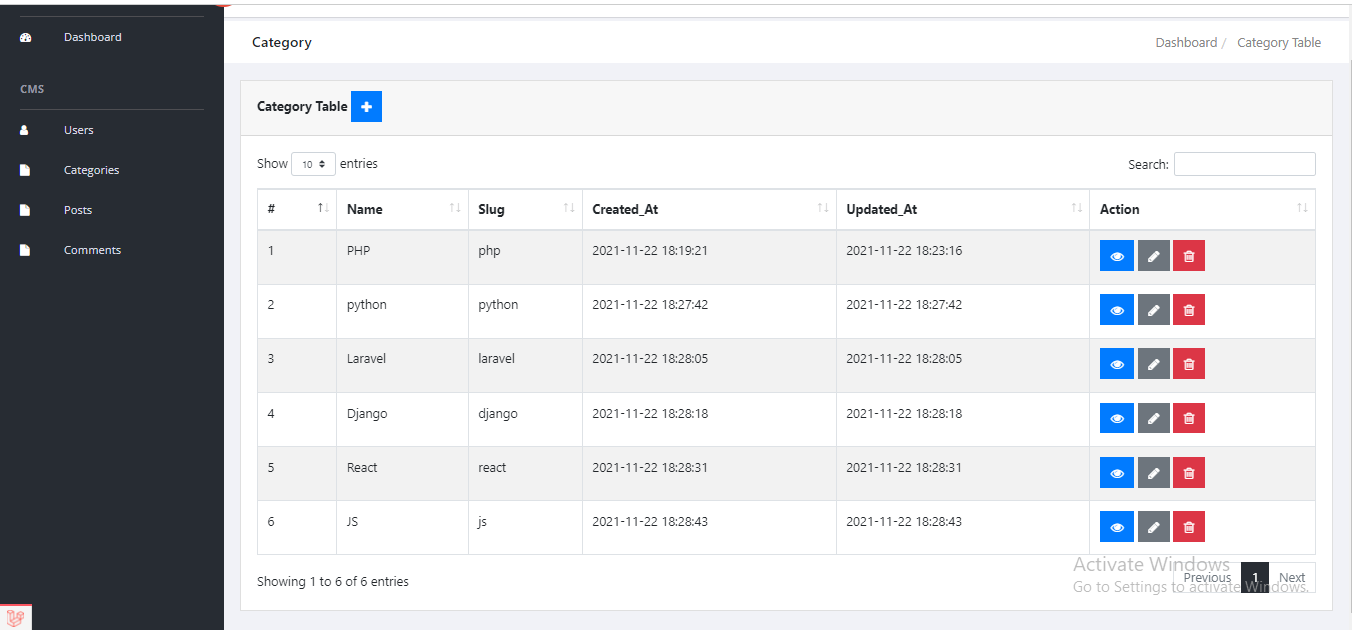 Dashboard
CMS
Users
Categories
Posts
Comments
Category
Dashboard / Category Table
Category Table
Show 10 entries
Search:
# Name Slug Created_At Updated_At Action
1 PHP php 2021-11-22 18:19:21 2021-11-22 18:23:16
2 python python 2021-11-22 18:27:42 2021-11-22 18:27:42
3 Laravel laravel 2021-11-22 18:28:05 2021-11-22 18:28:05
4 Django django 2021-11-22 18:28:18 2021-11-22 18:28:18
5 React react 2021-11-22 18:28:31 2021-11-22 18:28:31
6 JS js 2021-11-22 18:28:43 2021-11-22 18:28:43
Showing 1 to 6 of 6 entries
Previous 1 Next
Activate Windows
Go to Settings to activate Windows.